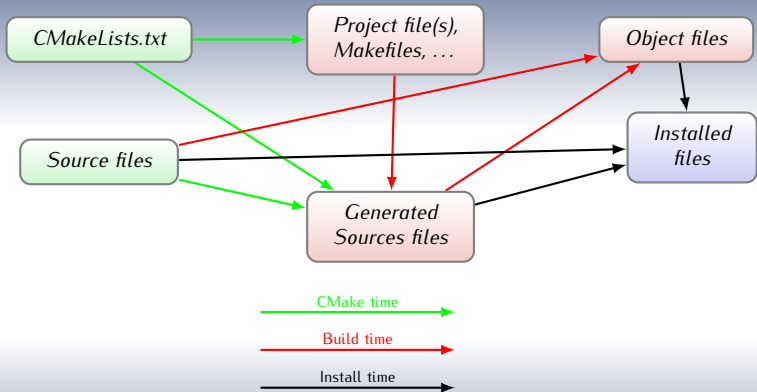 CMakeLists.txt
Project file(s),
Makefiles, ...
Object files
Source files
Installed
files
Generated
Sources files
CMake time
Build time
Install time